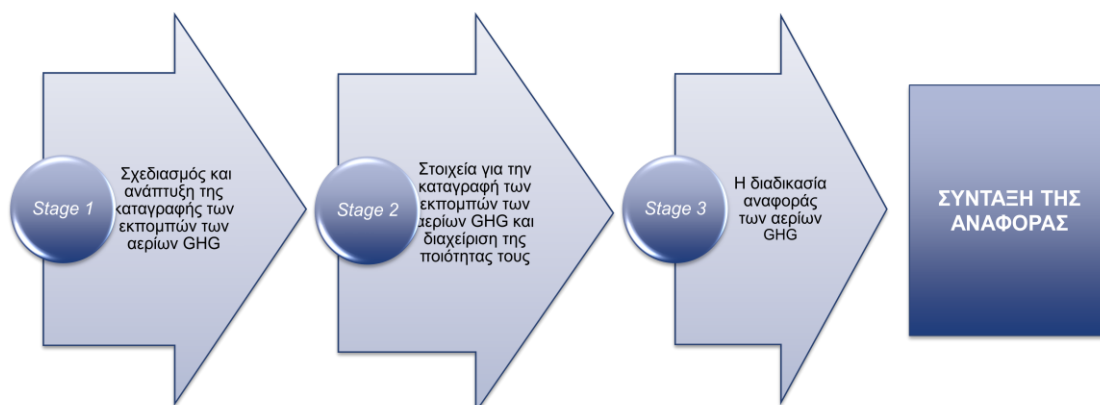 Stage 1
Σχεδιασμός και
ανάπτυξη της
καταγραφής των
εκπομπών των
αερίων GHG
Stage 2
Στοιχεία για την
καταγραφή των
εκπομπών των
αερίων GHG και
διαχείριση της
ποιότητας τους
Stage 3
Η διαδικασία
αναφοράς
των αερίων
GHG
ΣΥΝΤΑΞΗ ΤΗΣ
ΑΝΑΦΟΡΑΣ